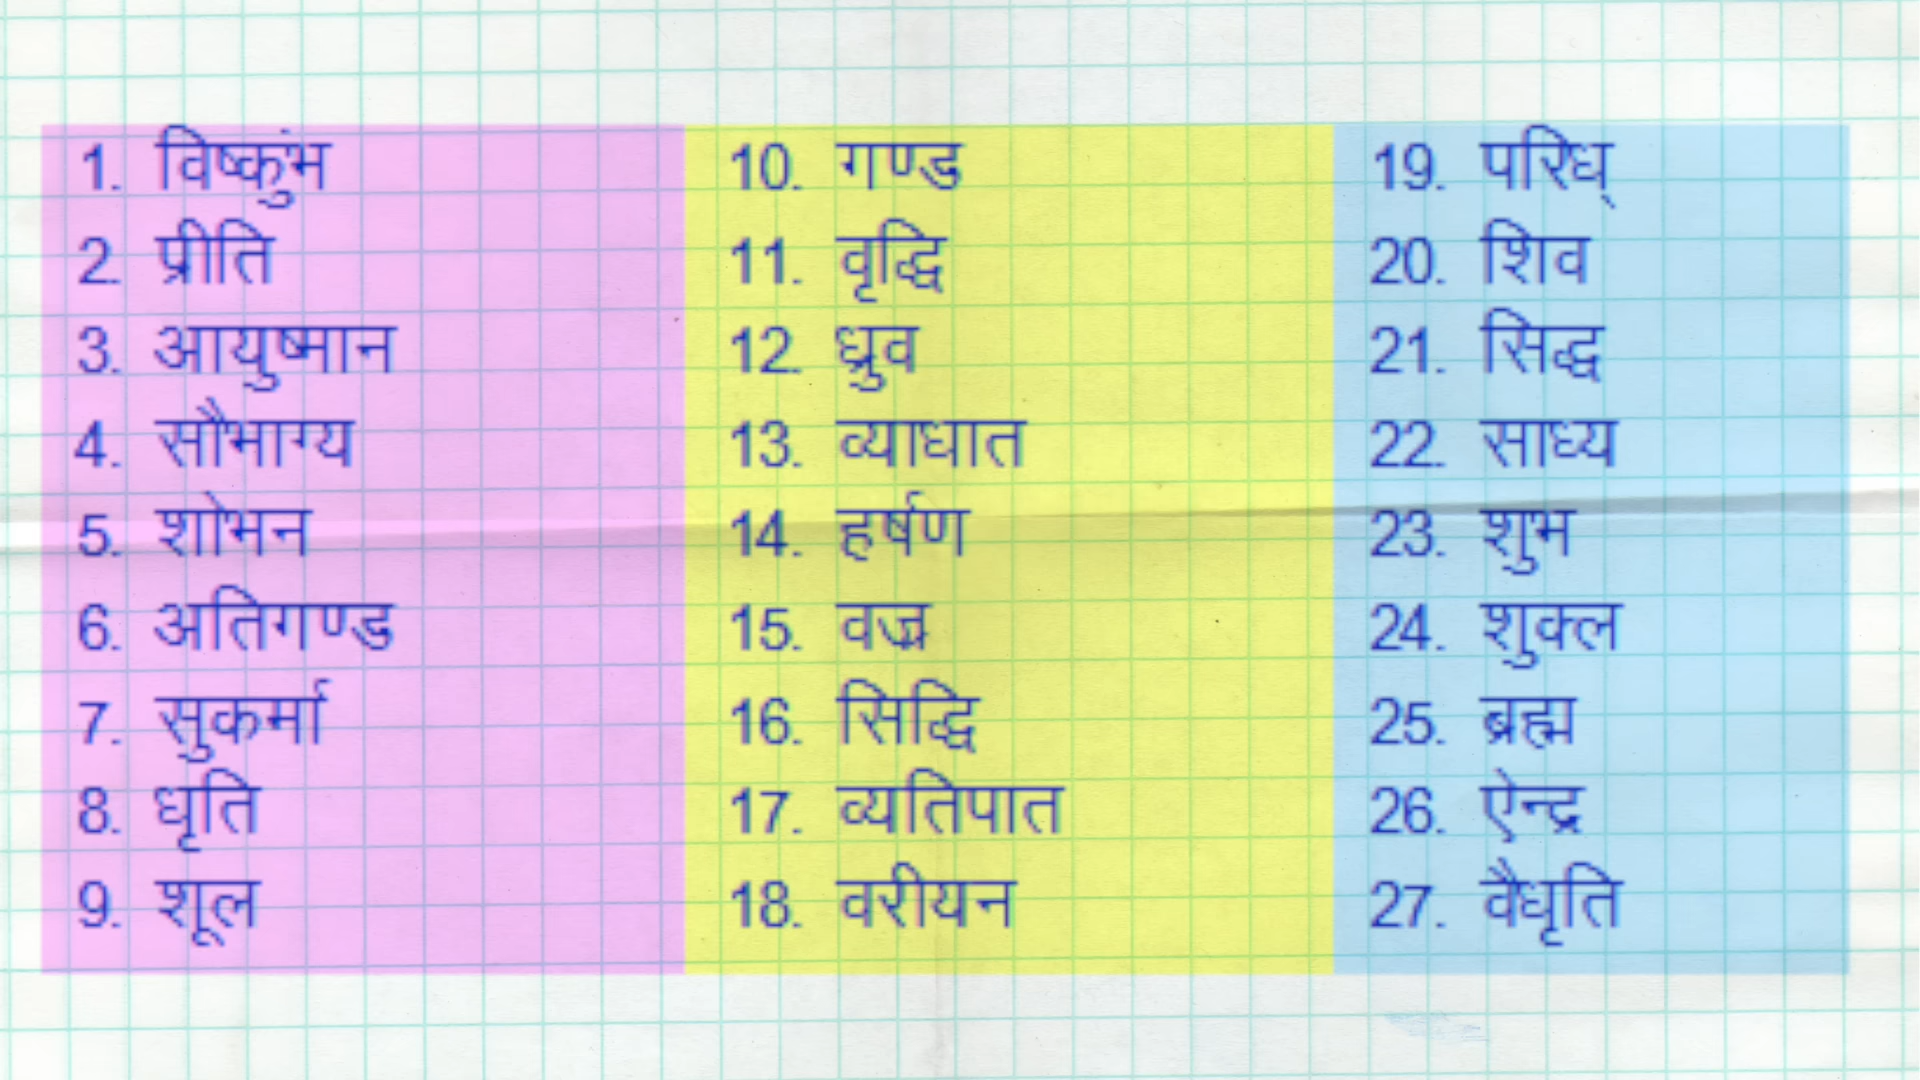 1. विष्कुंभ
2. प्रीति
3. आयुष्मान
4. सौभाग्य
5. शोभन
6. अतिगण्ड
7. सुकर्मा
8. धृति
9. शूल
10. गण्ड
11. वृद्धि
12. ध्रुव
13. व्याधात
14. हर्षण
15. वज्र
16. सिद्धि
17. व्यतिपात
18. वरीयन
19. परिध्
20. शिव
21. सिद्ध
22. साध्य
23. शुभ
24. शुक्ल
25. ब्रह्म
26. ऐन्द्र
27. वैधृति